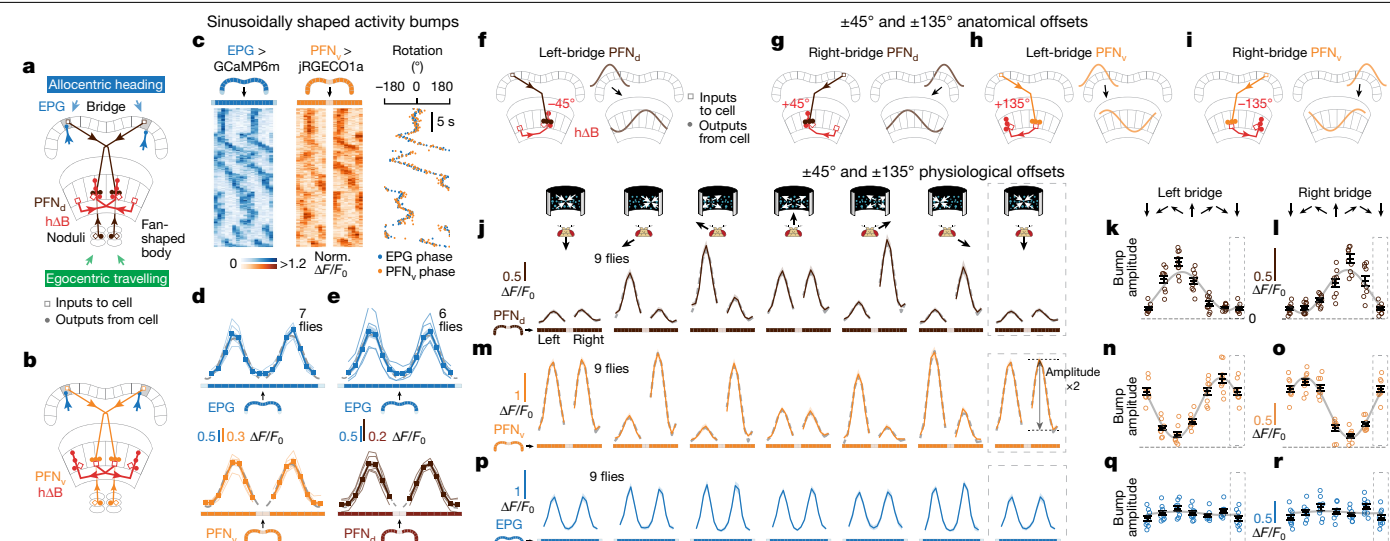 Sinusoidally shaped activity bumps
±45° and ±135° anatomical offsets
a
Allocentric heading
EPG
Bridge
PFNd
hΔB
Noduli
Fan-
shaped
body
Egocentric travelling
Inputs to cell
Outputs from cell
b
PFNv
hΔB
c
EPG >
GCaMP6m
PFNv >
jRGECO1a
Rotation
(°)
−180 0 180
5 s
0
>1.2
Norm.
ΔF/F0
EPG phase
PFNv phase
d
7
flies
EPG
0.5 0.3 ΔF/F0
PFNv
e
6
flies
EPG
0.5 0.2 ΔF/F0
PFNd
f
Left-bridge PFNd
−45°
hΔB
Inputs
to cell
Outputs
from cell
g
Right-bridge PFNd
+45°
h
Left-bridge PFNv
+135°
i
Right-bridge PFNv
−135°
±45° and ±135° physiological offsets
j
9 flies
0.5
ΔF/F0
PFNd
Left Right
Left bridge
Right bridge
k
Bump
amplitude
l
0.5
ΔF/F0
0
m
9 flies
1
ΔF/F0
PFNv
Amplitude
×2
n
Bump
amplitude
o
0.5
ΔF/F0
p
9 flies
1
ΔF/F0
EPG
q
Bump
amplitude
r
0.5
ΔF/F0